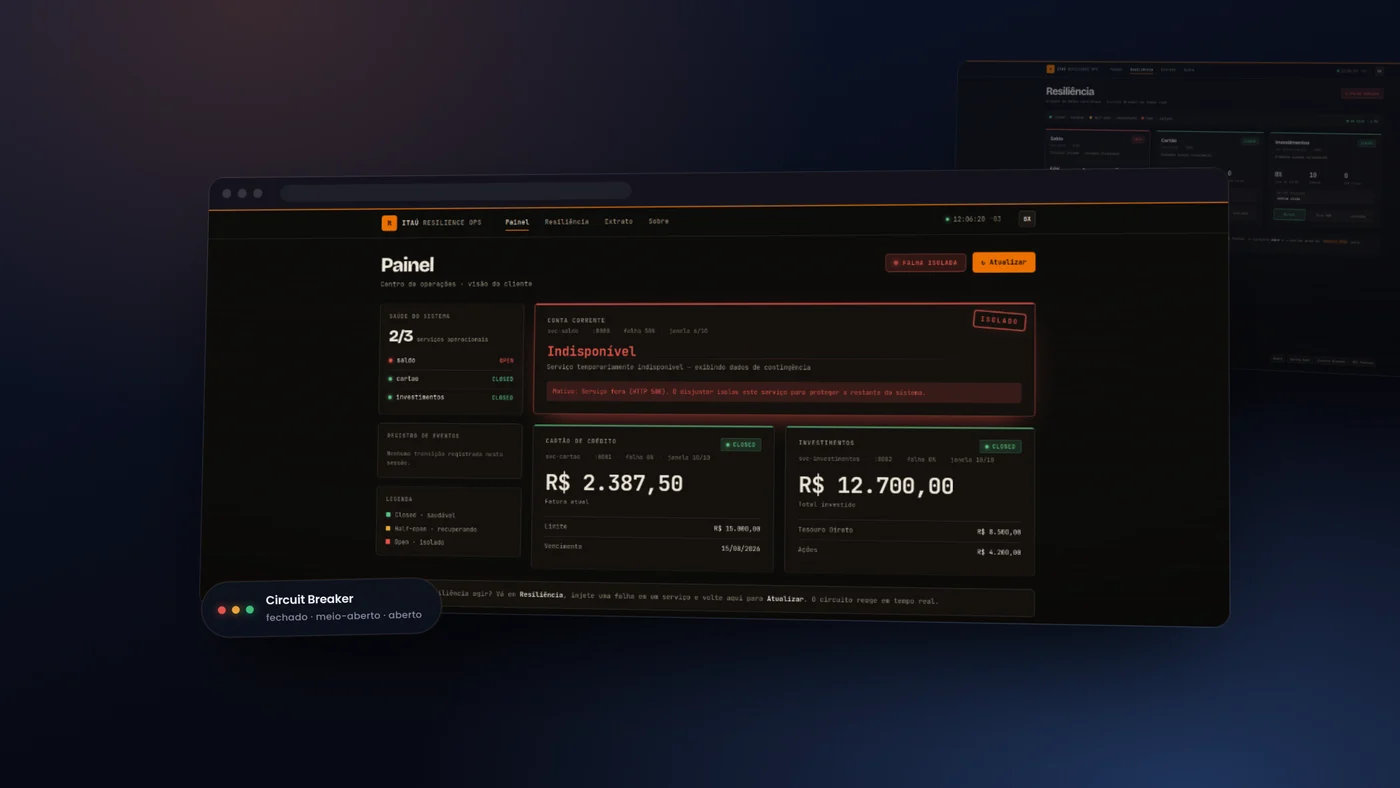 ITAÚ RESILIENCE OPS
Painel
Resiliência
Extrato
Sobre
12:06:20 -03
Painel
Centro de operações · visão do cliente
FALHA ISOLADA
Atualizar
SAÚDE DO SISTEMA
2/3 serviços operacionais
saldo OPEN
cartao CLOSED
investimentos CLOSED
REGISTRO DE EVENTOS
Nenhuma transição registrada nesta
sessão.
LEGENDA
Closed · saudável
Half-open · recuperando
Open · isolado
CONTA CORRENTE
ISOLADO
svc-saldo falha 50% janela 4/10
Indisponível
Serviço temporariamente indisponível — exibindo dados de contingência
Motivo: Serviço fora (HTTP 500). O disjuntor isolou este serviço para proteger o restante do sistema.
CARTÃO DE CRÉDITO
CLOSED
svc-cartao :8081 falha 0% janela 10/10
R$ 2.387,50
Fatura atual
Limite R$ 15.000,00
Vencimento 15/08/2026
INVESTIMENTOS
CLOSED
svc-investimentos :8082 falha 0% janela 10/10
R$ 12.700,00
Total investido
Tesouro Direto R$ 8.500,00
Ações R$ 4.200,00
agir? Vá em Resiliência, injete uma falha em um serviço e volte aqui para Atualizar. O circuito reage em tempo real.
Circuit Breaker
fechado · meio-aberto · aberto
Resiliência
Saldo
Cartão
Investimentos